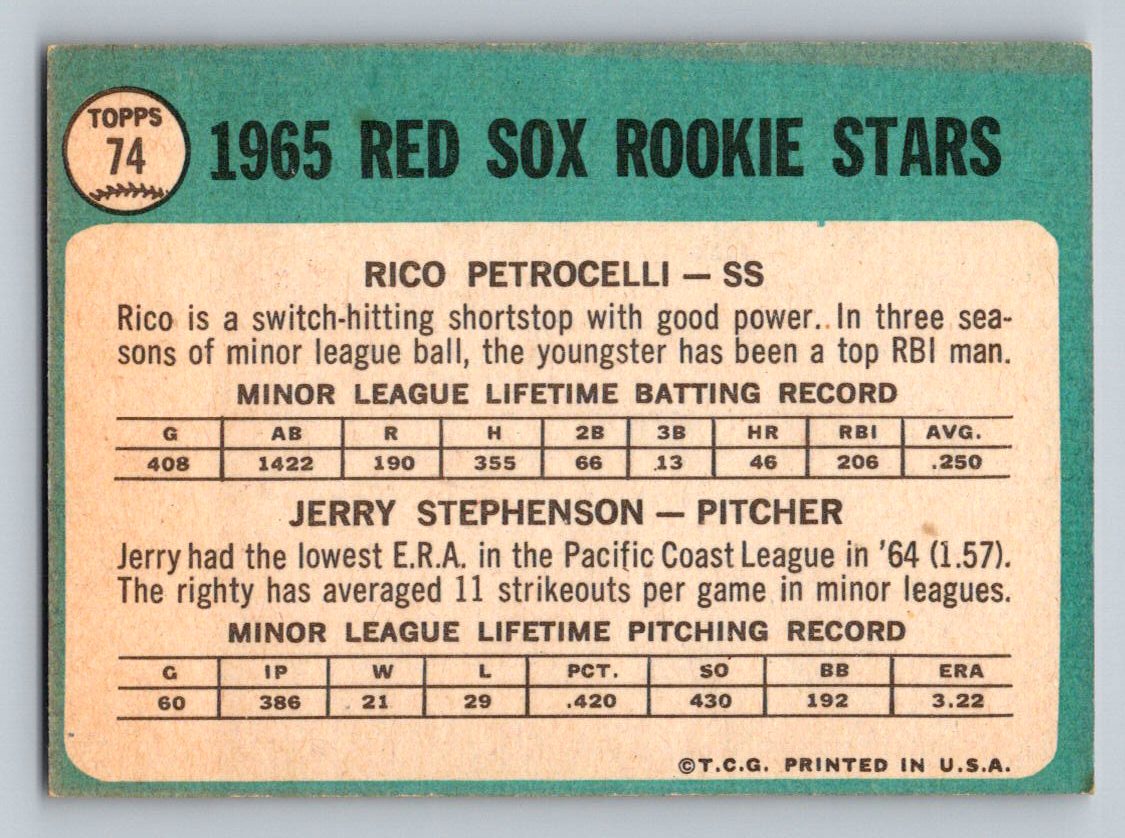 TOPPS
74
1965 RED SOX ROOKIE STARS
RICO PETROCELLI — SS
Rico is a switch-hitting shortstop with good power. In three sea-
sons of minor league ball, the youngster has been a top RBI man.
MINOR LEAGUE LIFETIME BATTING RECORD
G AB R H 2B 3B HR RBI AVG.
408 1422 190 355 66 13 46 206 .250
JERRY STEPHENSON — PITCHER
Jerry had the lowest E.R.A. in the Pacific Coast League in '64 (1.57).
The righty has averaged 11 strikeouts per game in minor leagues.
MINOR LEAGUE LIFETIME PITCHING RECORD
G IP W L PCT. SO BB ERA
60 386 21 29 .420 430 192 3.22
©T.C.G. PRINTED IN U.S.A.